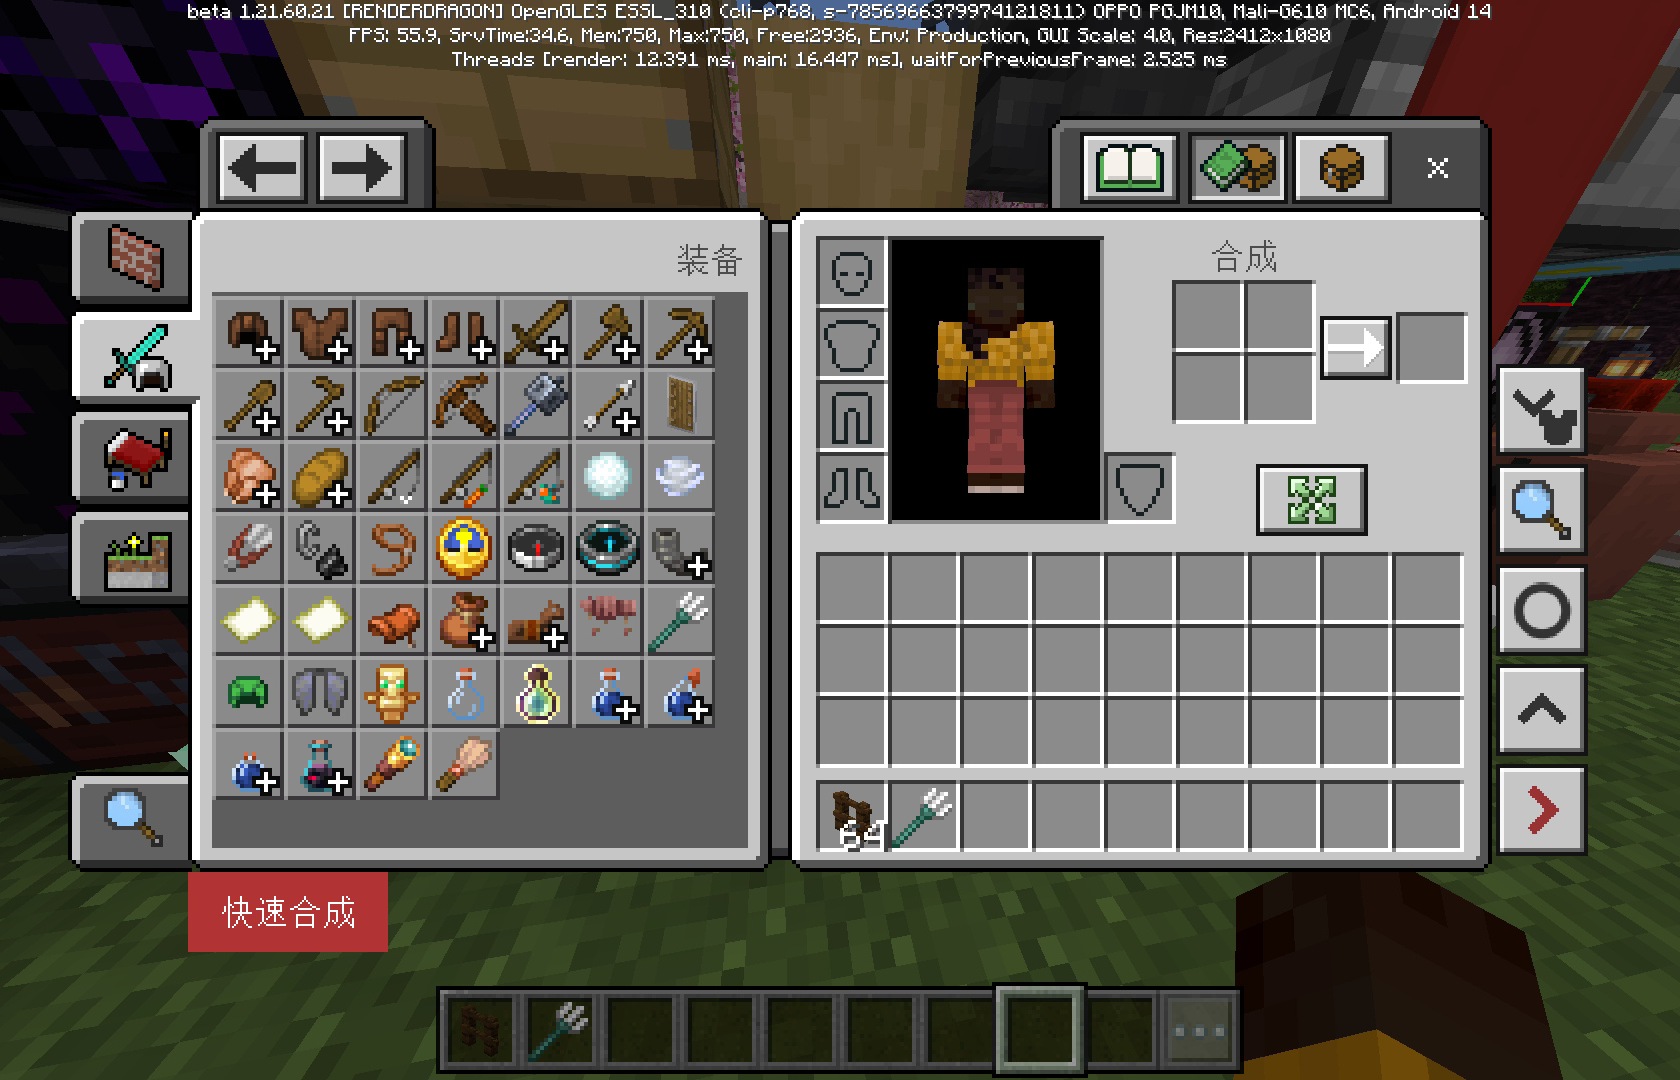 beta 1.21.60.21 [RENDERDRAGON] OpenGLES ESSL_310 (cli-p768, s-7856966379974121811) OPPO PGJM10, Mali-G610 MC6, Android 14
FPS: 55.9, SrvTime:34.6, Mem:750, Max:750, Free:2936, Env: Production, GUI Scale: 4.0, Res:2412x1080
Threads [render: 12.391 ms, main: 16.447 ms], waitForPreviousFrame: 2.525 ms
装备
合成
64
快速合成